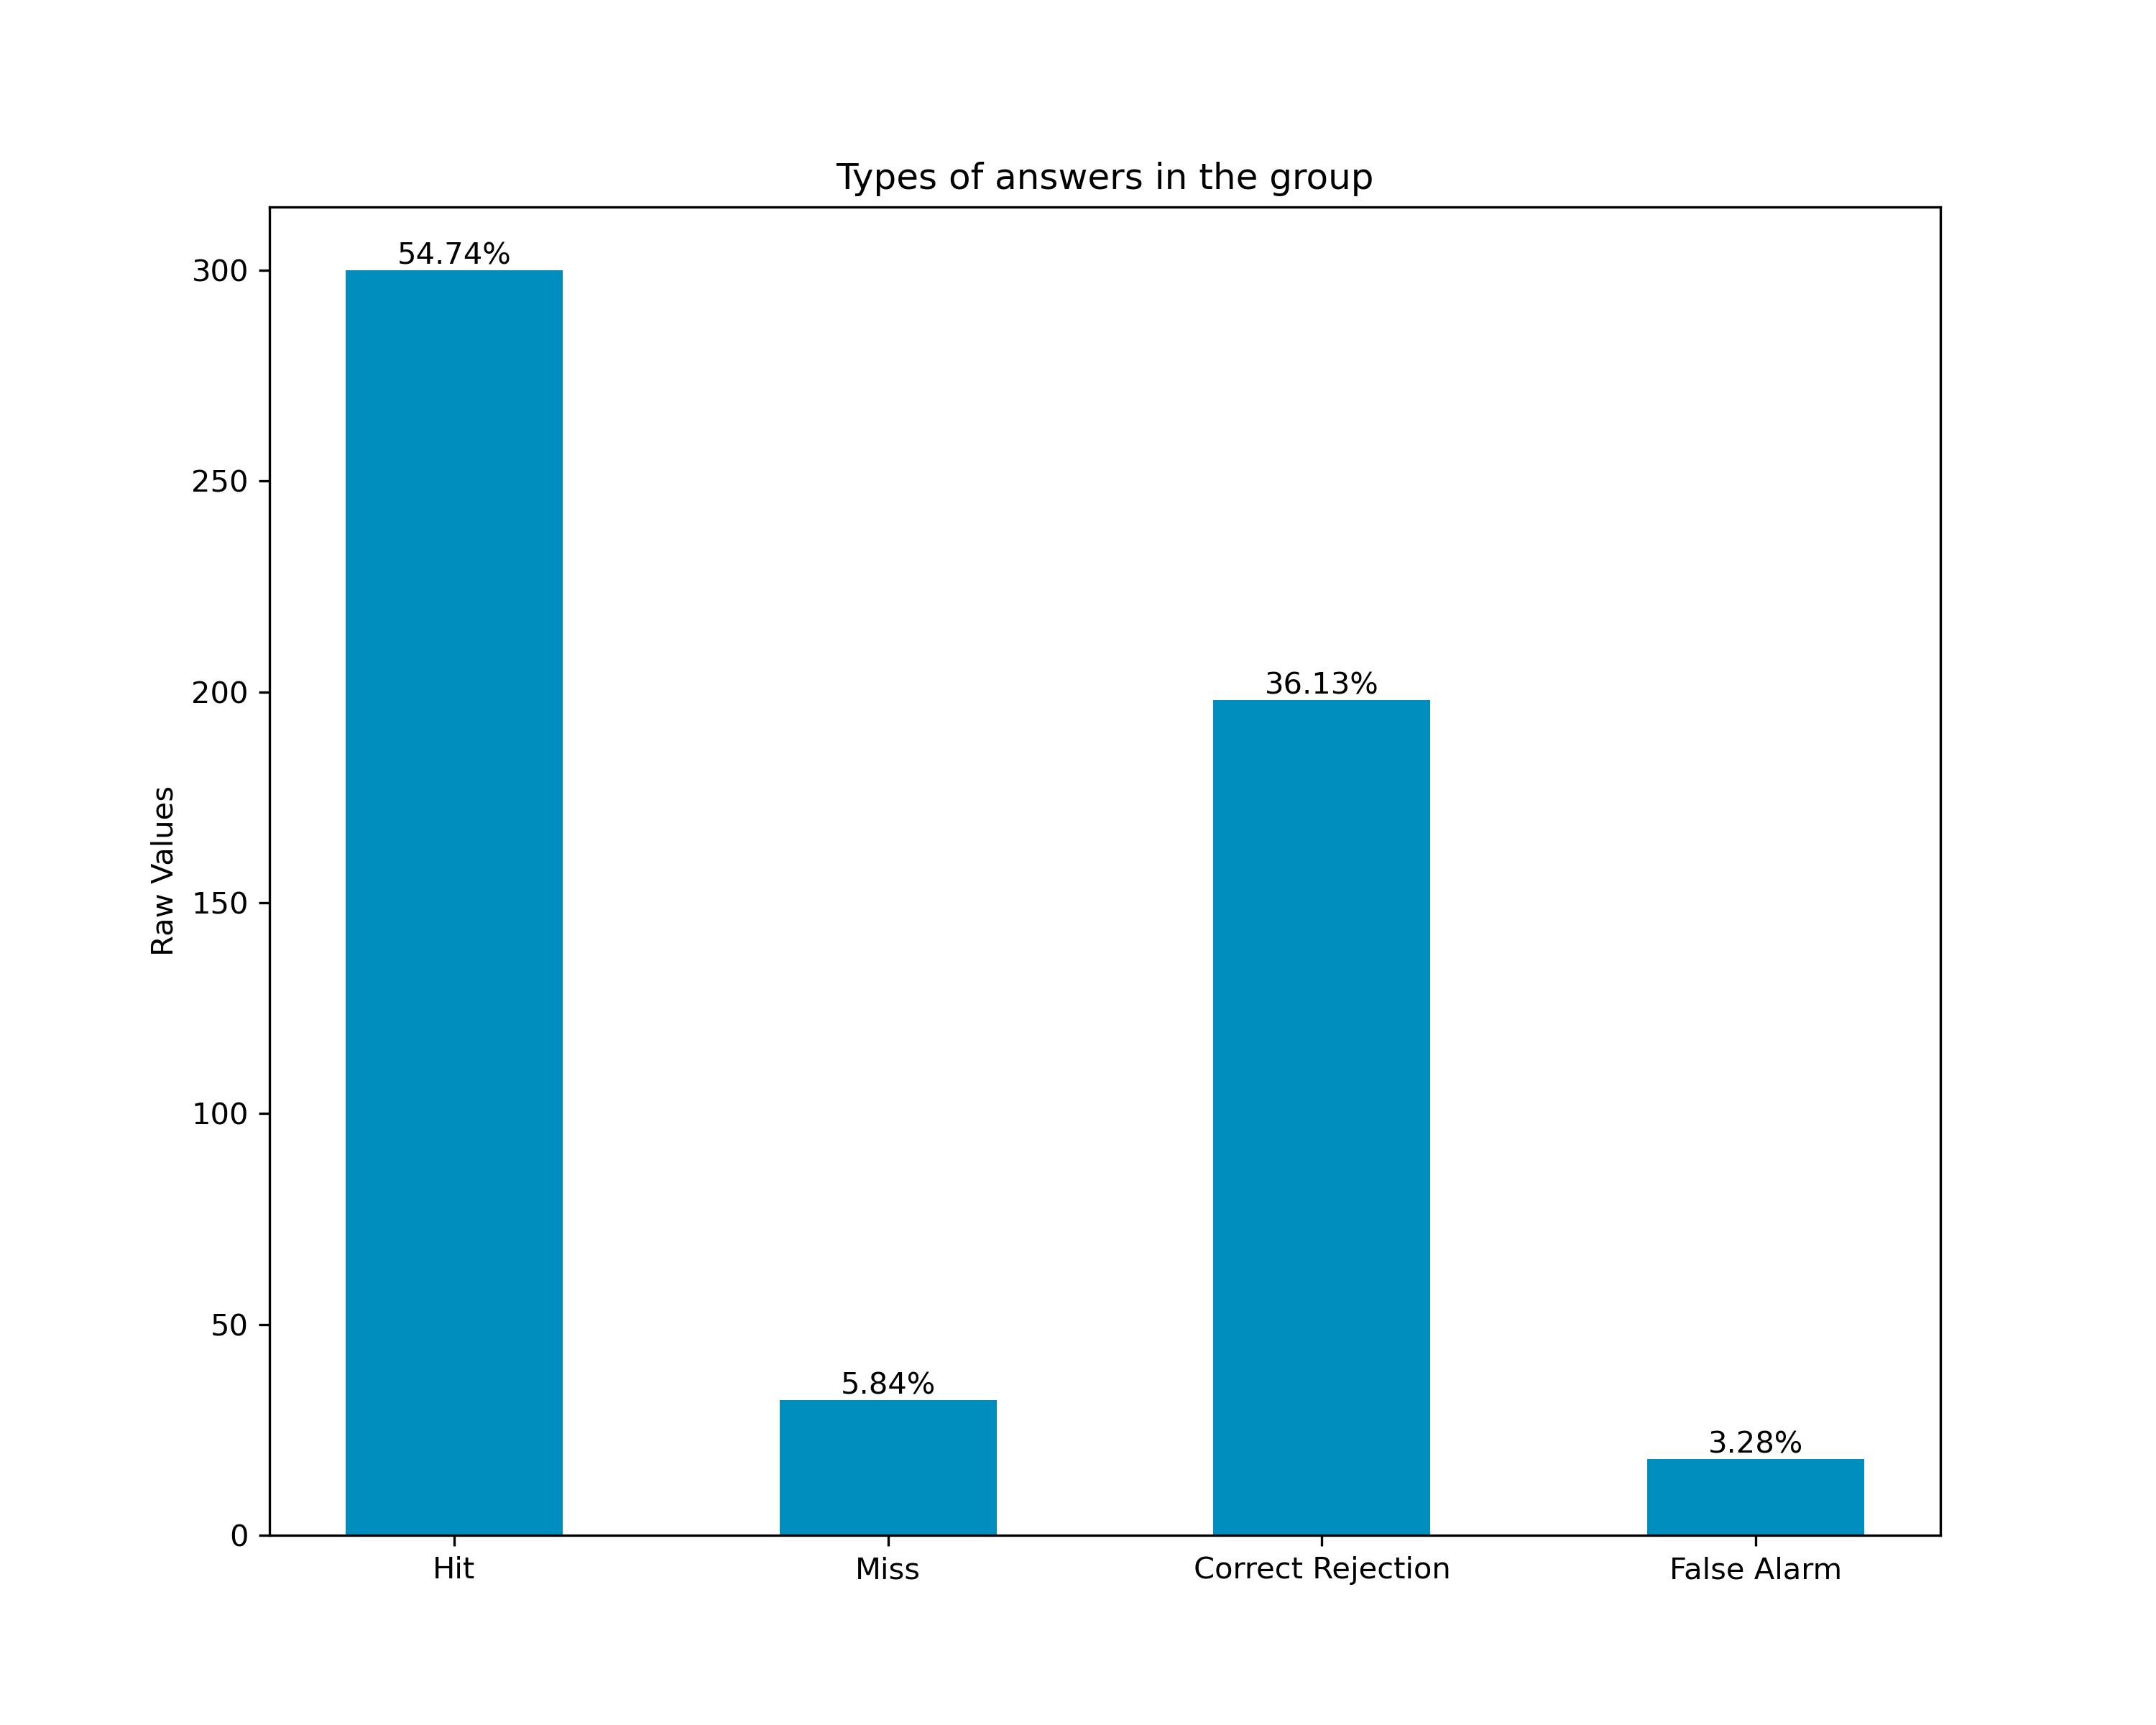 Types of answers in the group
54.74%
300
250
36.13%
200
Raw Values
150
100
50
5.84%
3.28%
0
Hit
Miss
Correct Rejection
False Alarm